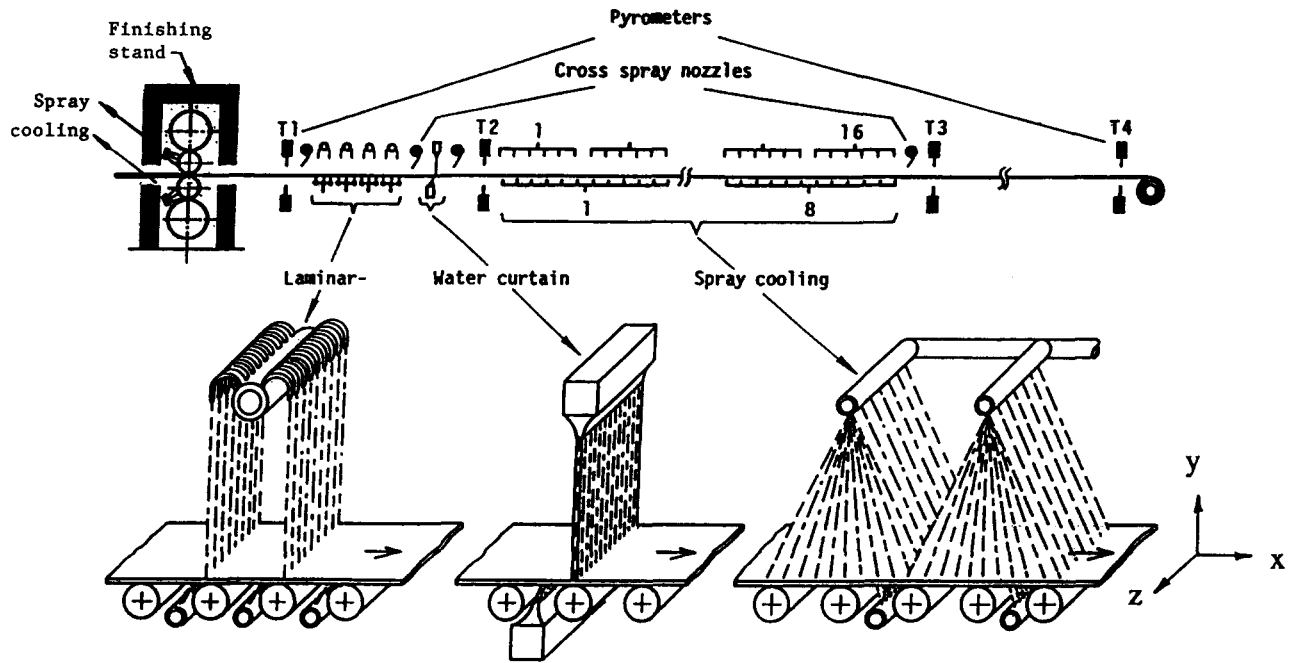 Pyrometers
Finishing
stand
Cross spray nozzles
Spray
cooling
T1
T2
1
16
T3
T4
1
8
Laminar-
Water curtain
Spray cooling
y
x
z